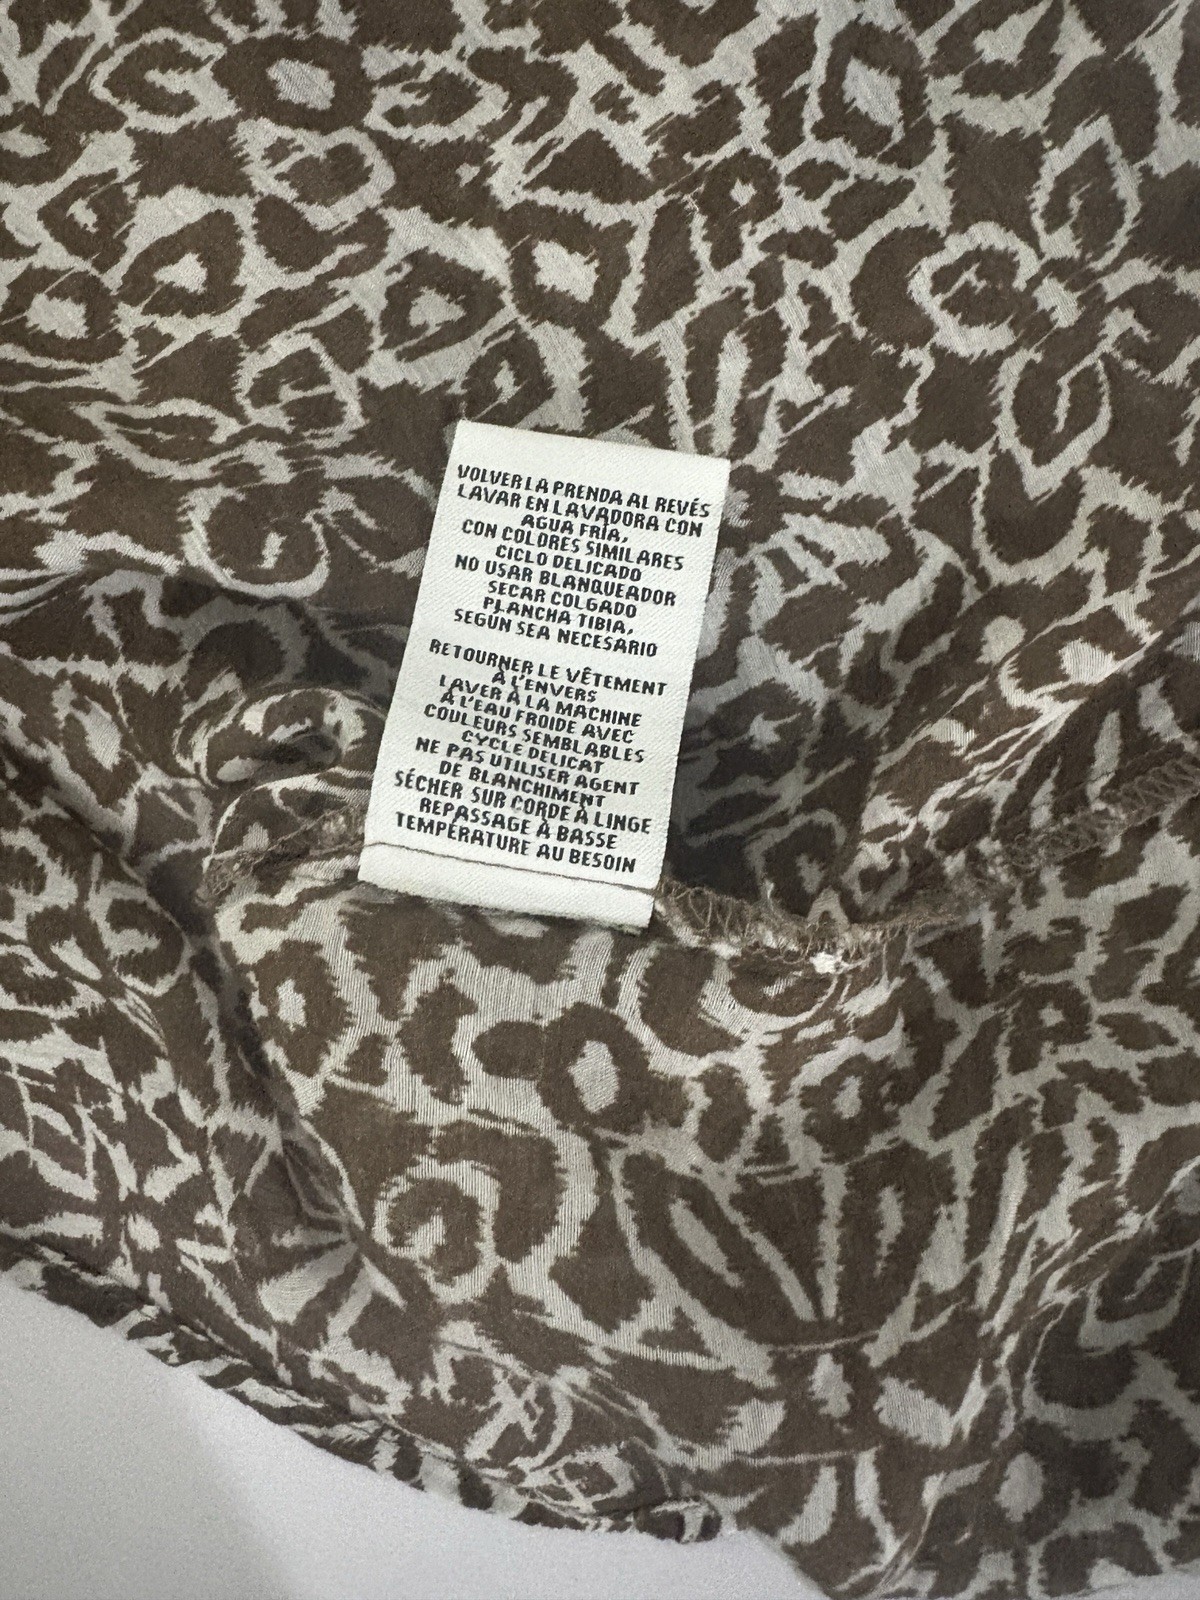 VOLVER LA PRENDA AL REVÉS
LAVAR EN LAVADORA CON
AGUA FRÍA,
CON COLORES SIMILARES
CICLO DELICADO
NO USAR BLANQUEADOR
SECAR COLGADO
PLANCHA TIBIA,
SEGÚN SEA NECESARIO
RETOURNER LE VÊTEMENT
À L'ENVERS
LAVER À LA MACHINE
À L'EAU FROIDE AVEC
COULEURS SEMBLABLES
CYCLE DELICAT
NE PAS UTILISER AGENT
DE BLANCHIMENT
SÉCHER SUR CORDE À LINGE
REPASSAGE À BASSE
TEMPÉRATURE AU BESOIN